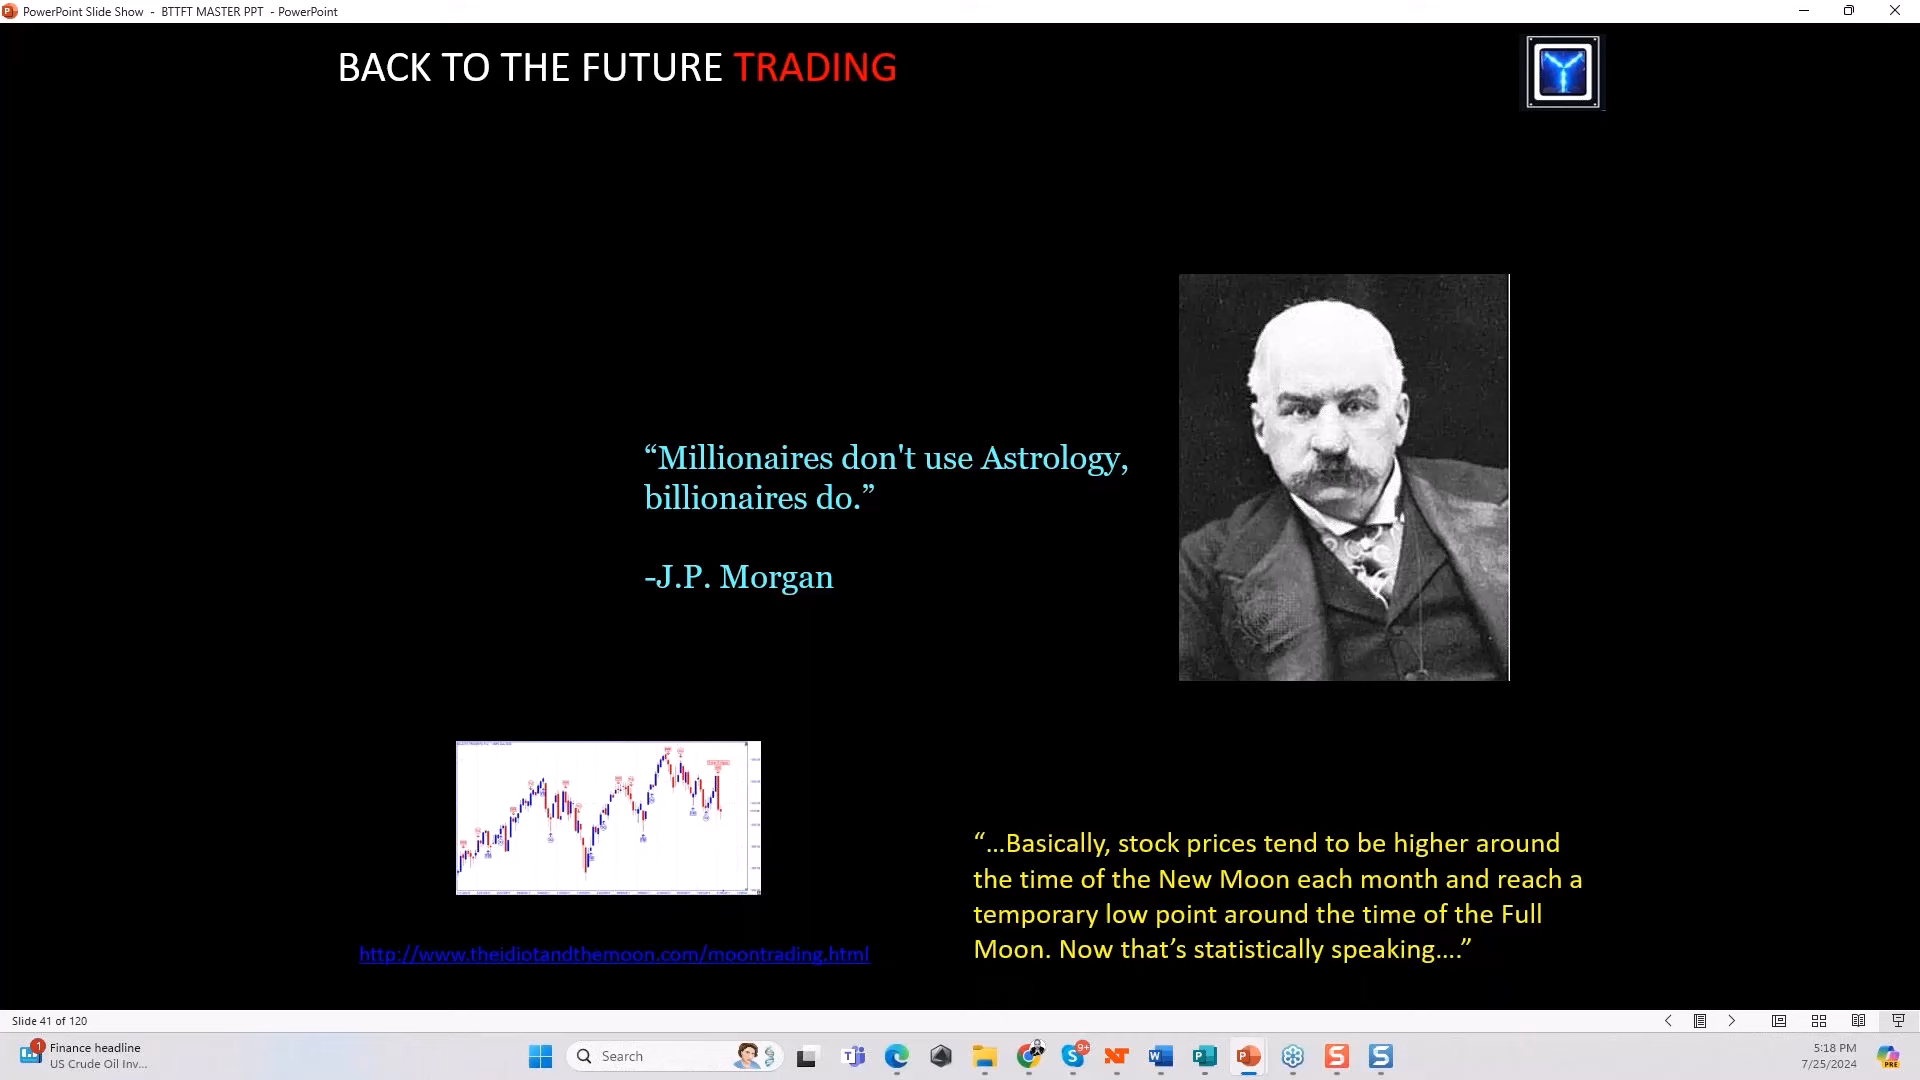 PowerPoint Slide Show - BTTFT MASTER PPT - PowerPoint
BACK TO THE FUTURE TRADING
“Millionaires don't use Astrology,
billionaires do.”
-J.P. Morgan
“...Basically, stock prices tend to be higher around
the time of the New Moon each month and reach a
temporary low point around the time of the Full
Moon. Now that’s statistically speaking....”
http://www.theidiotandthemoon.com/moontrading.html
Slide 41 of 120
1
Finance headline
US Crude Oil Inv...
Search
9+
5:18 PM
7/25/2024
PRE